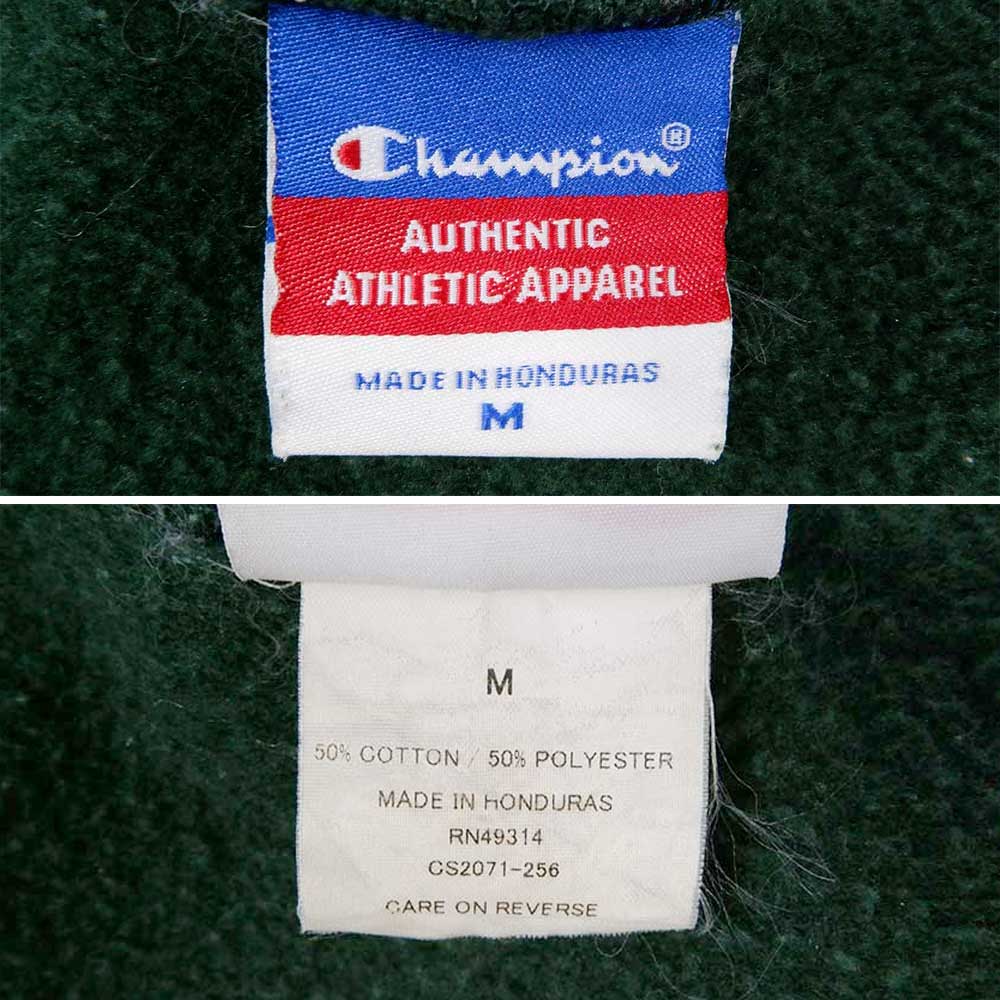 Champion®
AUTHENTIC
ATHLETIC APPAREL
MADE IN HONDURAS
M
M
50% COTTON / 50% POLYESTER
MADE IN HONDURAS
RN49314
CS2071-256
CARE ON REVERSE